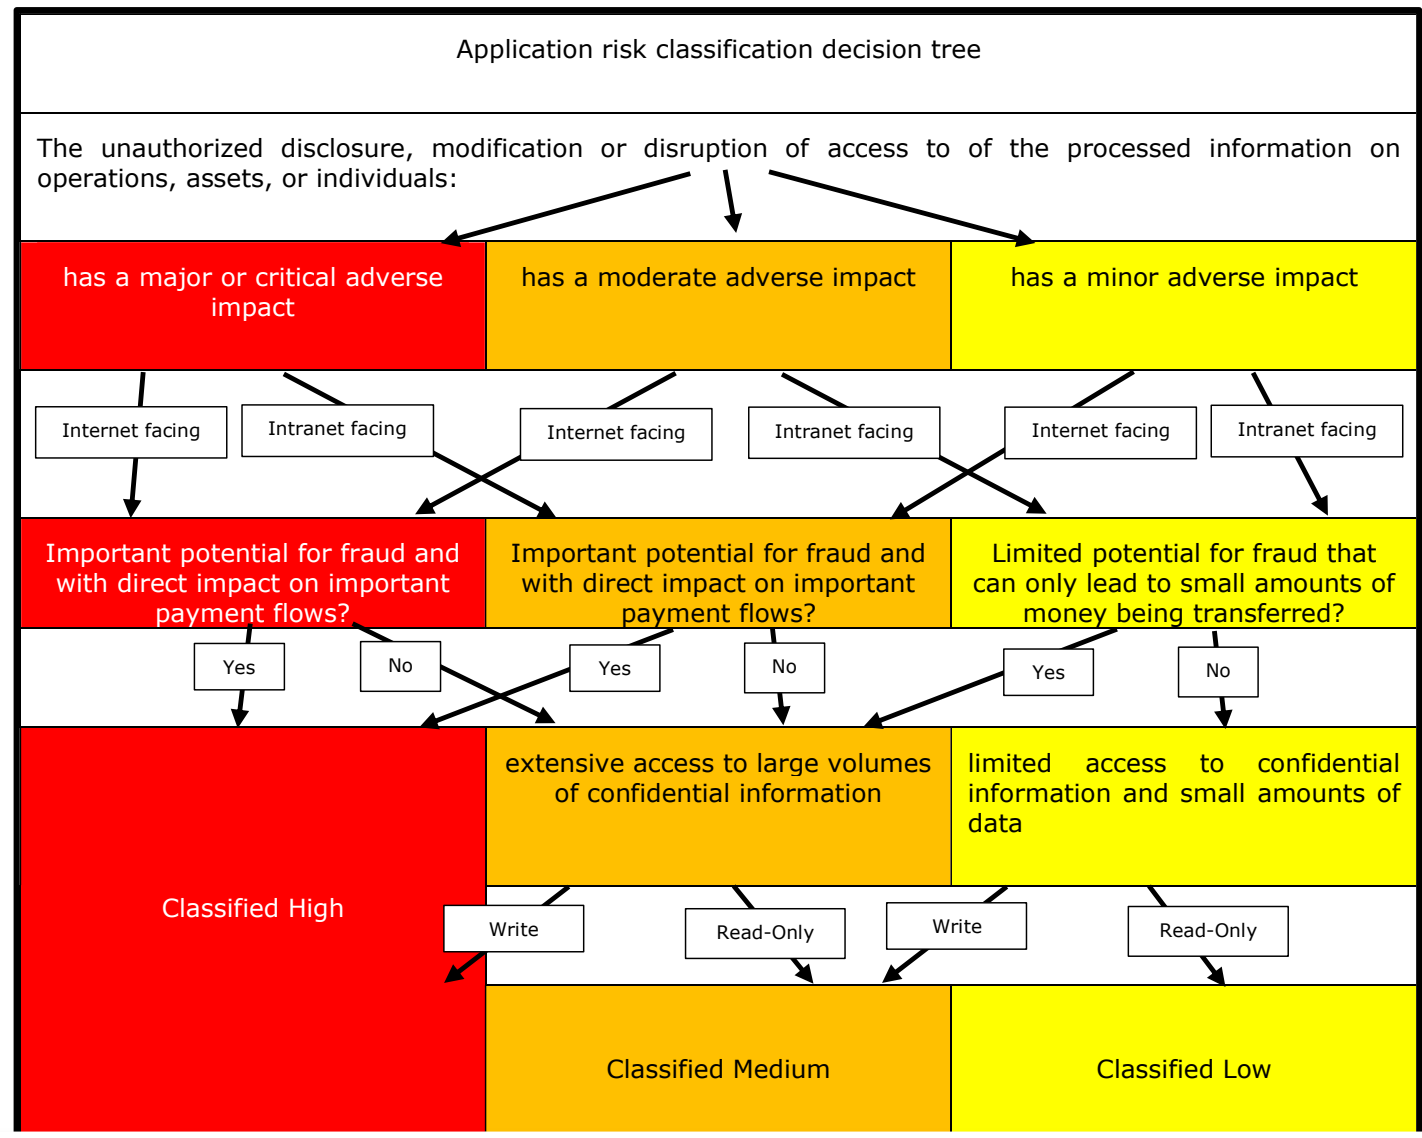 Application risk classification decision tree
The unauthorized disclosure, modification or disruption of access to of the processed information on
operations, assets, or individuals:
has a major or critical adverse
impact
has a moderate adverse impact
has a minor adverse impact
Internet facing
Intranet facing
Internet facing
Intranet facing
Internet facing
Intranet facing
Important potential for fraud and
with direct impact on important
payment flows?
Important potential for fraud and
with direct impact on important
payment flows?
Limited potential for fraud that
can only lead to small amounts of
money being transferred?
Yes
No
Yes
No
Yes
No
extensive access to large volumes
of confidential information
limited access to confidential
information and small amounts of
data
Classified High
Write
Read-Only
Write
Read-Only
Classified Medium
Classified Low